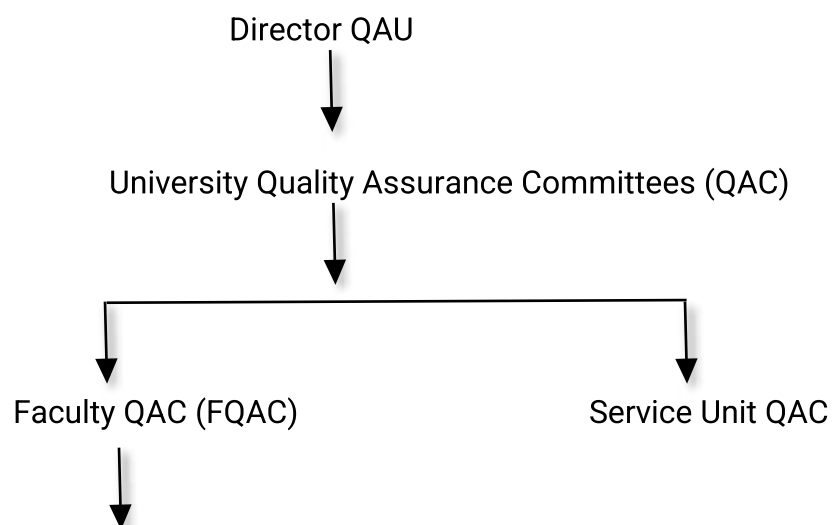 Director QAU
University Quality Assurance Committees (QAC)
Faculty QAC (FQAC)
Service Unit QAC